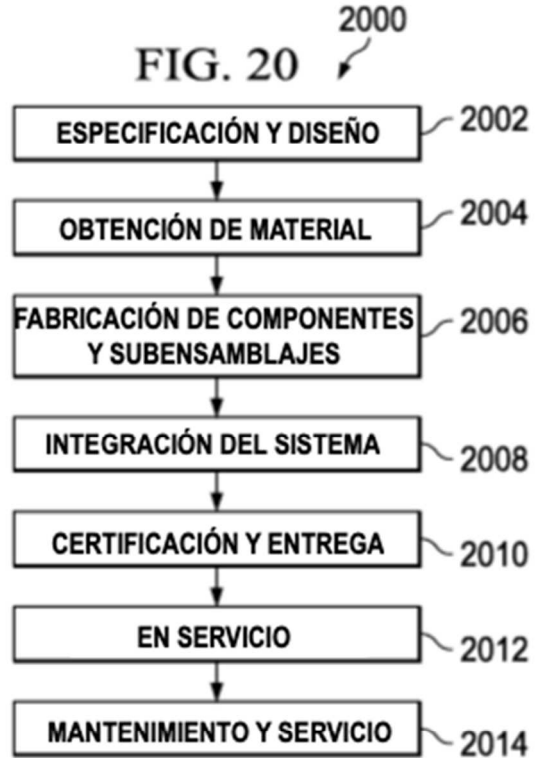 2000
FIG. 20
ESPECIFICACIÓN Y DISEÑO 2002
OBTENCIÓN DE MATERIAL 2004
FABRICACIÓN DE COMPONENTES
Y SUBENSAMBLAJES 2006
INTEGRACIÓN DEL SISTEMA 2008
CERTIFICACIÓN Y ENTREGA 2010
EN SERVICIO 2012
MANTENIMIENTO Y SERVICIO 2014